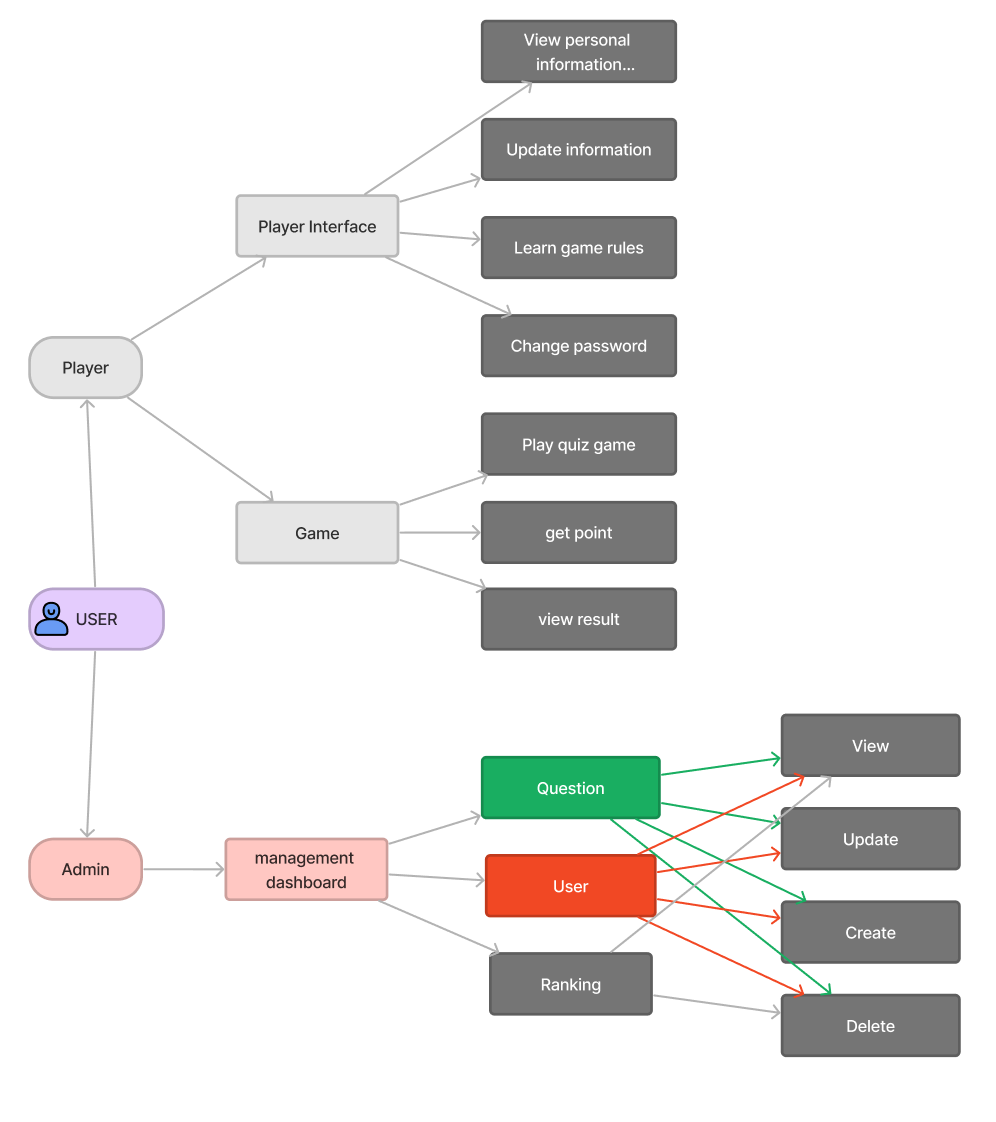 View personal
information...
Update information
Player Interface
Learn game rules
Change password
Player
Play quiz game
Game
get point
USER
view result
View
Question
Update
management
dashboard
Admin
User
Create
Ranking
Delete